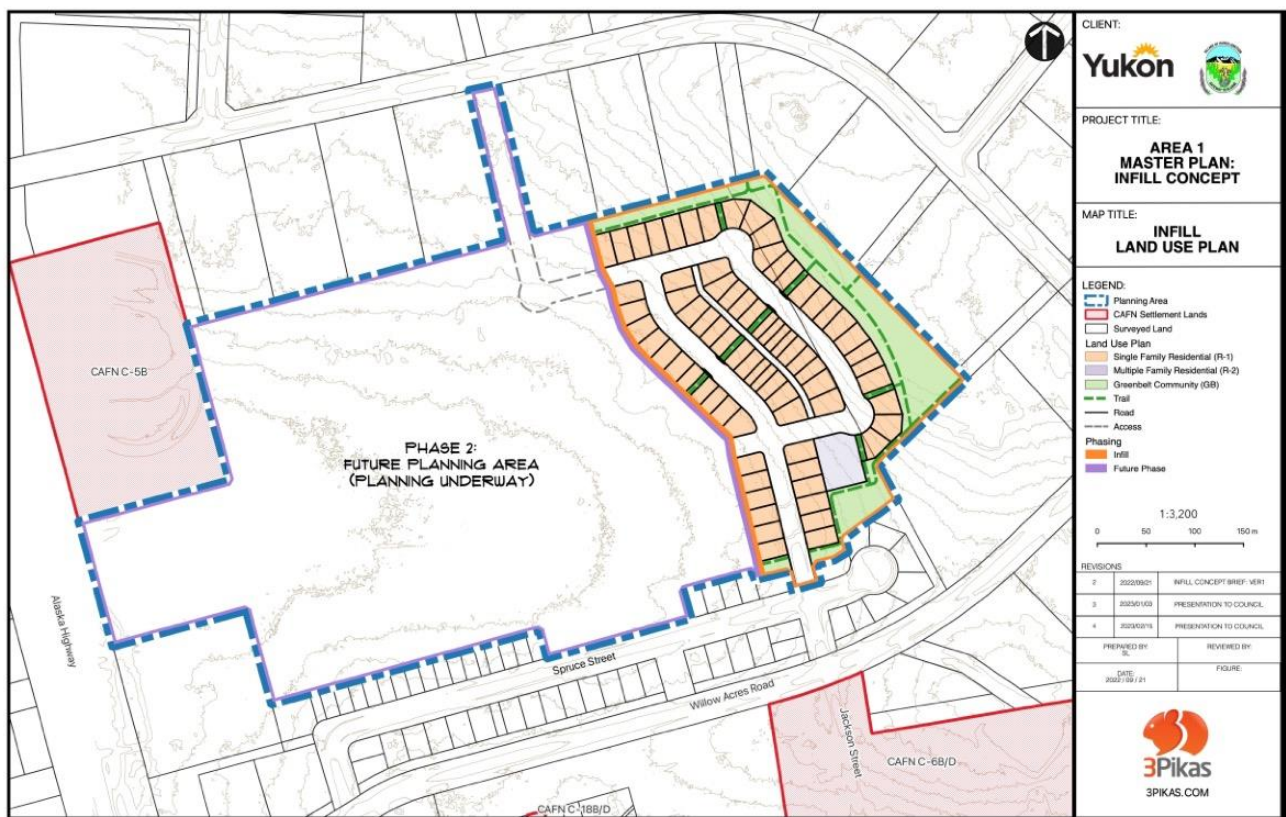 CAFN C-5B
PHASE 2:
FUTURE PLANNING AREA
(PLANNING UNDERWAY)
Alaska Highway
Spruce Street
Willow Acres Road
Jackson Street
CAFN C-6B/D
CAFN C-18B/D
CLIENT:
Yukon
PROJECT TITLE:
AREA 1
MASTER PLAN:
INFILL CONCEPT
MAP TITLE:
INFILL
LAND USE PLAN
LEGEND:
Planning Area
CAFN Settlement Lands
Surveyed Land
Land Use Plan
Single Family Residential (R-1)
Multiple Family Residential (R-2)
Greenbelt Community (GB)
Trail
Road
Access
Phasing
Infill
Future Phase
1:3,200
0 50 100 150 m
REVISIONS
2 2022/09/21 INFILL CONCEPT BRIEF: VER1
3 2023/01/03 PRESENTATION TO COUNCIL
4 2023/02/15 PRESENTATION TO COUNCIL
PREPARED BY: REVIEWED BY:
SL
DATE: FIGURE:
2022 / 09 / 21
3Pikas
3PIKAS.COM